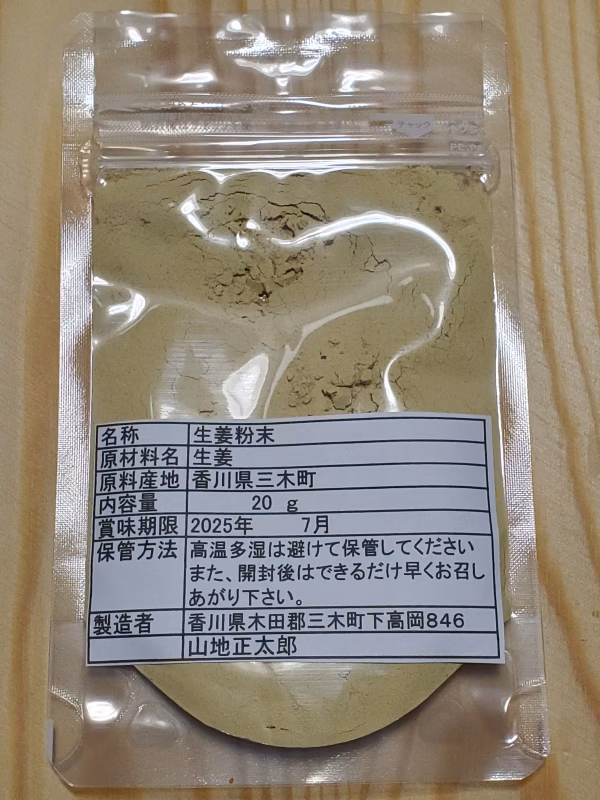 チャック
名称 生姜粉末
原材料名 生姜
原料産地 香川県三木町
内容量 20 g
賞味期限 2025年 7月
保管方法 高温多湿は避けて保管してください
また、開封後はできるだけ早くお召し
あがり下さい。
製造者 香川県木田郡三木町下高岡846
山地正太郎